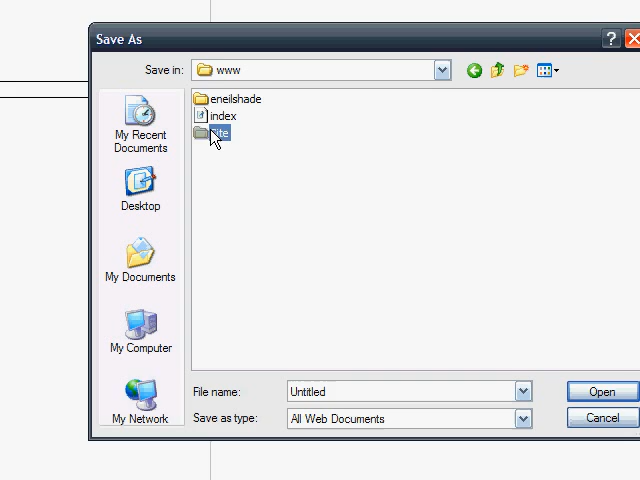 Save As
Save in:
www
eneilshade
index
My Recent
Documents
Desktop
My Documents
My Computer
My Network
File name:
Untitled
Open
Save as type:
All Web Documents
Cancel